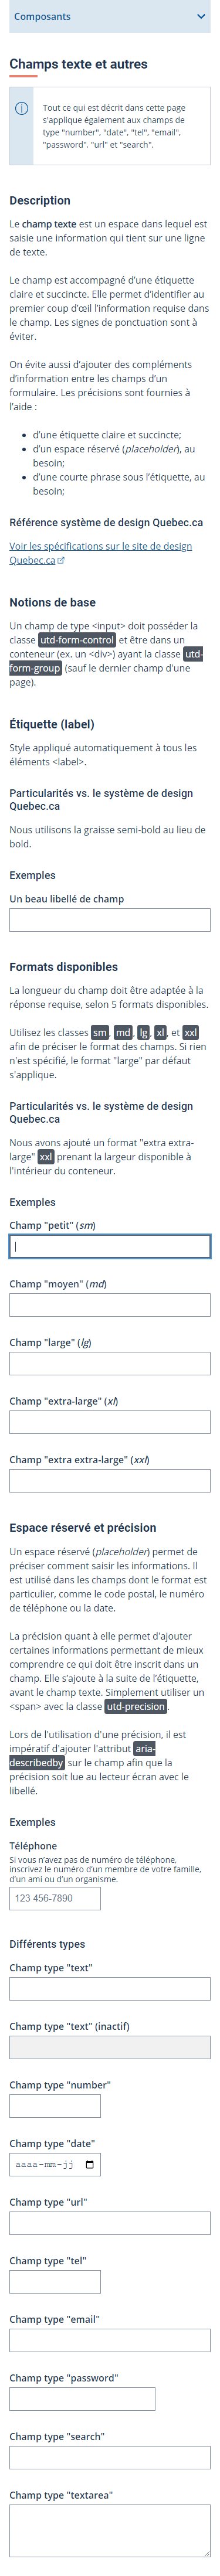 Composants
Champs texte et autres
Tout ce qui est décrit dans cette page
s'applique également aux champs de
type "number", "date", "tel", "email",
"password", "url" et "search".
Description
Le champ texte est un espace dans lequel est
saisie une information qui tient sur une ligne
de texte.
Le champ est accompagné d’une étiquette
claire et succincte. Elle permet d’identifier au
premier coup d’œil l’information requise dans
le champ. Les signes de ponctuation sont à
éviter.
On évite aussi d’ajouter des compléments
d’information entre les champs d’un
formulaire. Les précisions sont fournies à
l’aide :
d’une étiquette claire et succincte;
d’un espace réservé (placeholder), au
besoin;
d’une courte phrase sous l’étiquette, au
besoin;
Référence système de design Quebec.ca
Voir les spécifications sur le site de design
Quebec.ca
Notions de base
Un champ de type <input> doit posséder la
classe utd-form-control et être dans un
conteneur (ex. un <div>) ayant la classe utd-
form-group (sauf le dernier champ d'une
page).
Étiquette (label)
Style appliqué automatiquement à tous les
éléments <label>.
Particularités vs. le système de design
Quebec.ca
Nous utilisons la graisse semi-bold au lieu de
bold.
Exemples
Un beau libellé de champ
Formats disponibles
La longueur du champ doit être adaptée à la
réponse requise, selon 5 formats disponibles.
Utilisez les classes sm, md, lg, xl, et xxl
afin de préciser le format des champs. Si rien
n'est spécifié, le format "large" par défaut
s'applique.
Particularités vs. le système de design
Quebec.ca
Nous avons ajouté un format "extra extra-
large" xxl prenant la largeur disponible à
l'intérieur du conteneur.
Exemples
Champ "petit" (sm)
Champ "moyen" (md)
Champ "large" (lg)
Champ "extra-large" (xl)
Champ "extra extra-large" (xxl)
Espace réservé et précision
Un espace réservé (placeholder) permet de
préciser comment saisir les informations. Il
est utilisé dans les champs dont le format est
particulier, comme le code postal, le numéro
de téléphone ou la date.
La précision quant à elle permet d'ajouter
certaines informations permettant de mieux
comprendre ce qui doit être inscrit dans un
champ. Elle s’ajoute à la suite de l’étiquette,
avant le champ texte. Simplement utiliser un
<span> avec la classe utd-precision.
Lors de l'utilisation d'une précision, il est
impératif d'ajouter l'attribut aria-
describedby sur le champ afin que la
précision soit lue au lecteur écran avec le
libellé.
Exemples
Téléphone
Si vous n’avez pas de numéro de téléphone,
inscrivez le numéro d’un membre de votre famille,
d’un ami ou d’un organisme.
123 456-7890
Différents types
Champ type "text"
Champ type "text" (inactif)
Champ type "number"
Champ type "date"
aaaa-mm-jj
Champ type "url"
Champ type "tel"
Champ type "email"
Champ type "password"
Champ type "search"
Champ type "textarea"